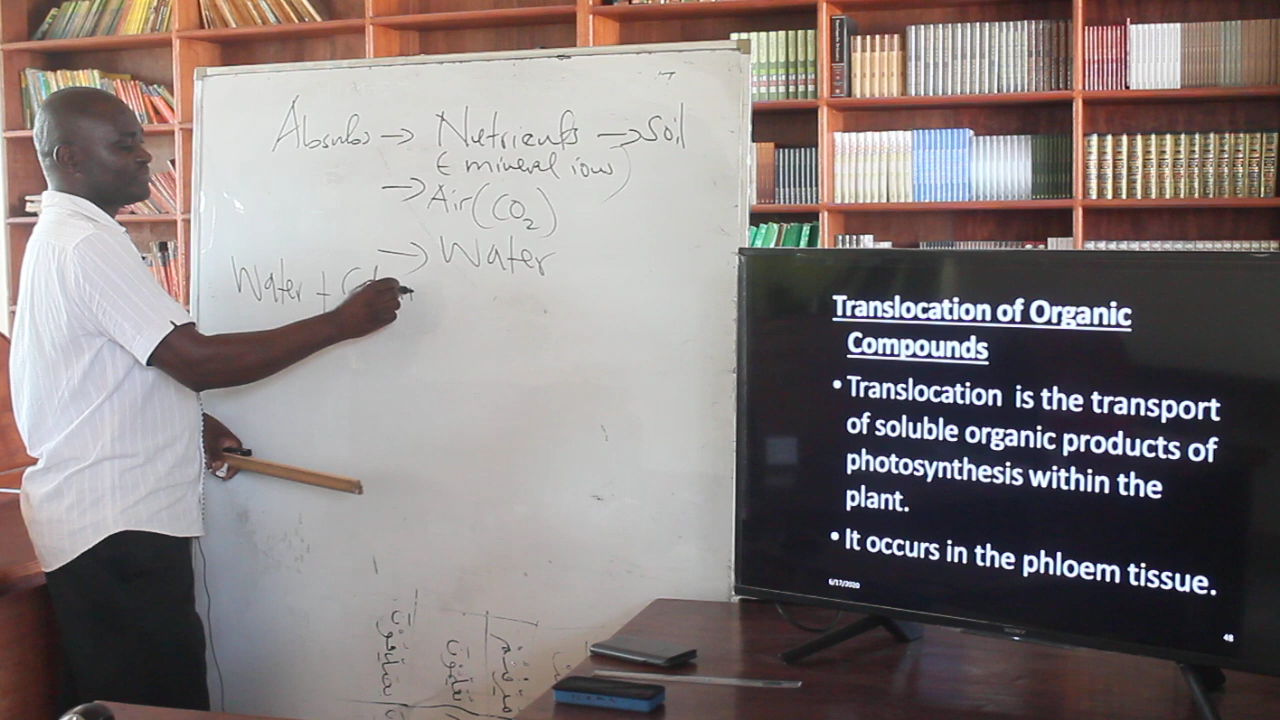 Absorbs → Nutrients → Soil
(mineral ions)
→ Air (CO₂)
→ Water
Water +
Translocation of Organic
Compounds
• Translocation is the transport
of soluble organic products of
photosynthesis within the
plant.
• It occurs in the phloem tissue.
6/17/2020
48
SONY